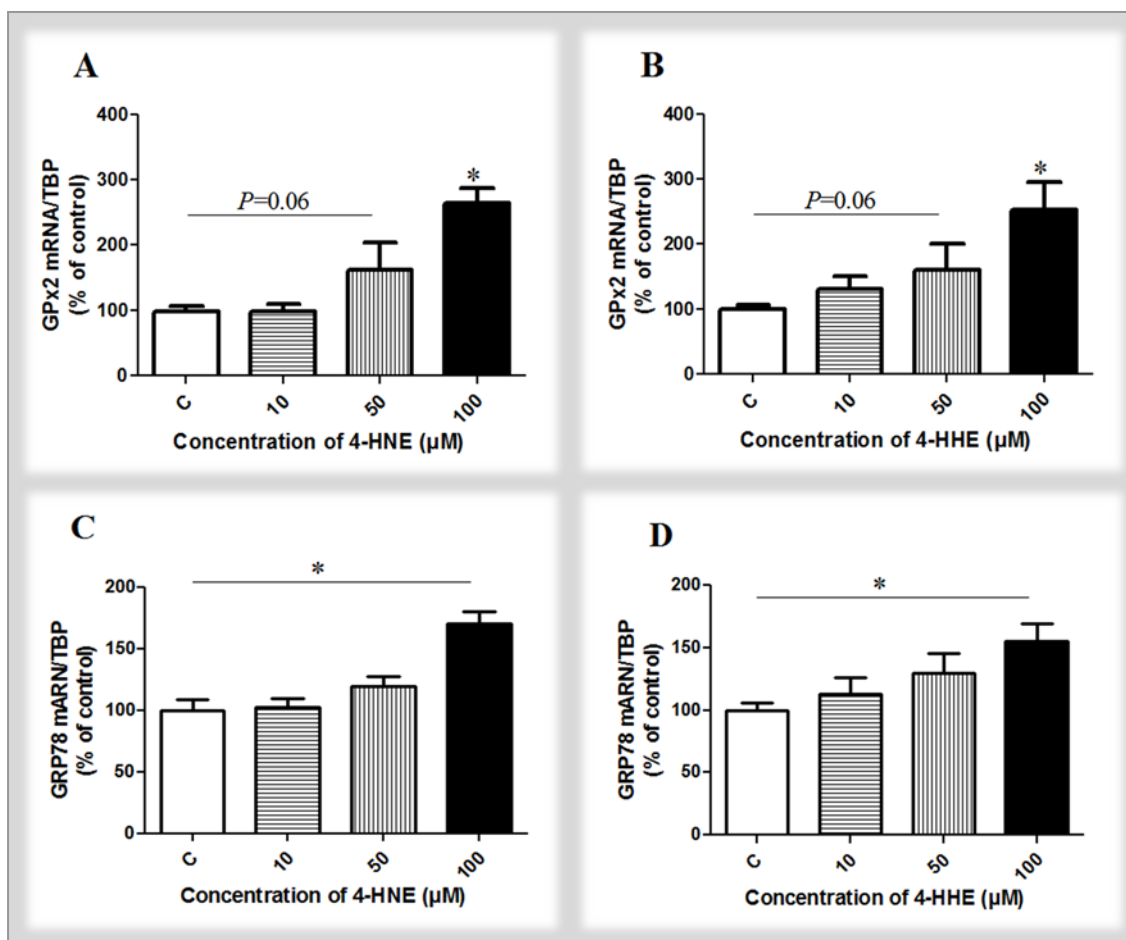 A
GPx2 mRNA/TBP
(% of control)
400
300
200
100
0
P=0.06
*
C
10
50
100
Concentration of 4-HNE (µM)
B
GPx2 mRNA/TBP
(% of control)
400
300
200
100
0
P=0.06
*
C
10
50
100
Concentration of 4-HHE (µM)
C
GRP78 mARN/TBP
(% of control)
200
150
100
50
0
*
C
10
50
100
Concentration of 4-HNE (µM)
D
GRP78 mARN/TBP
(% of control)
200
150
100
50
0
*
C
10
50
100
Concentration of 4-HHE (µM)